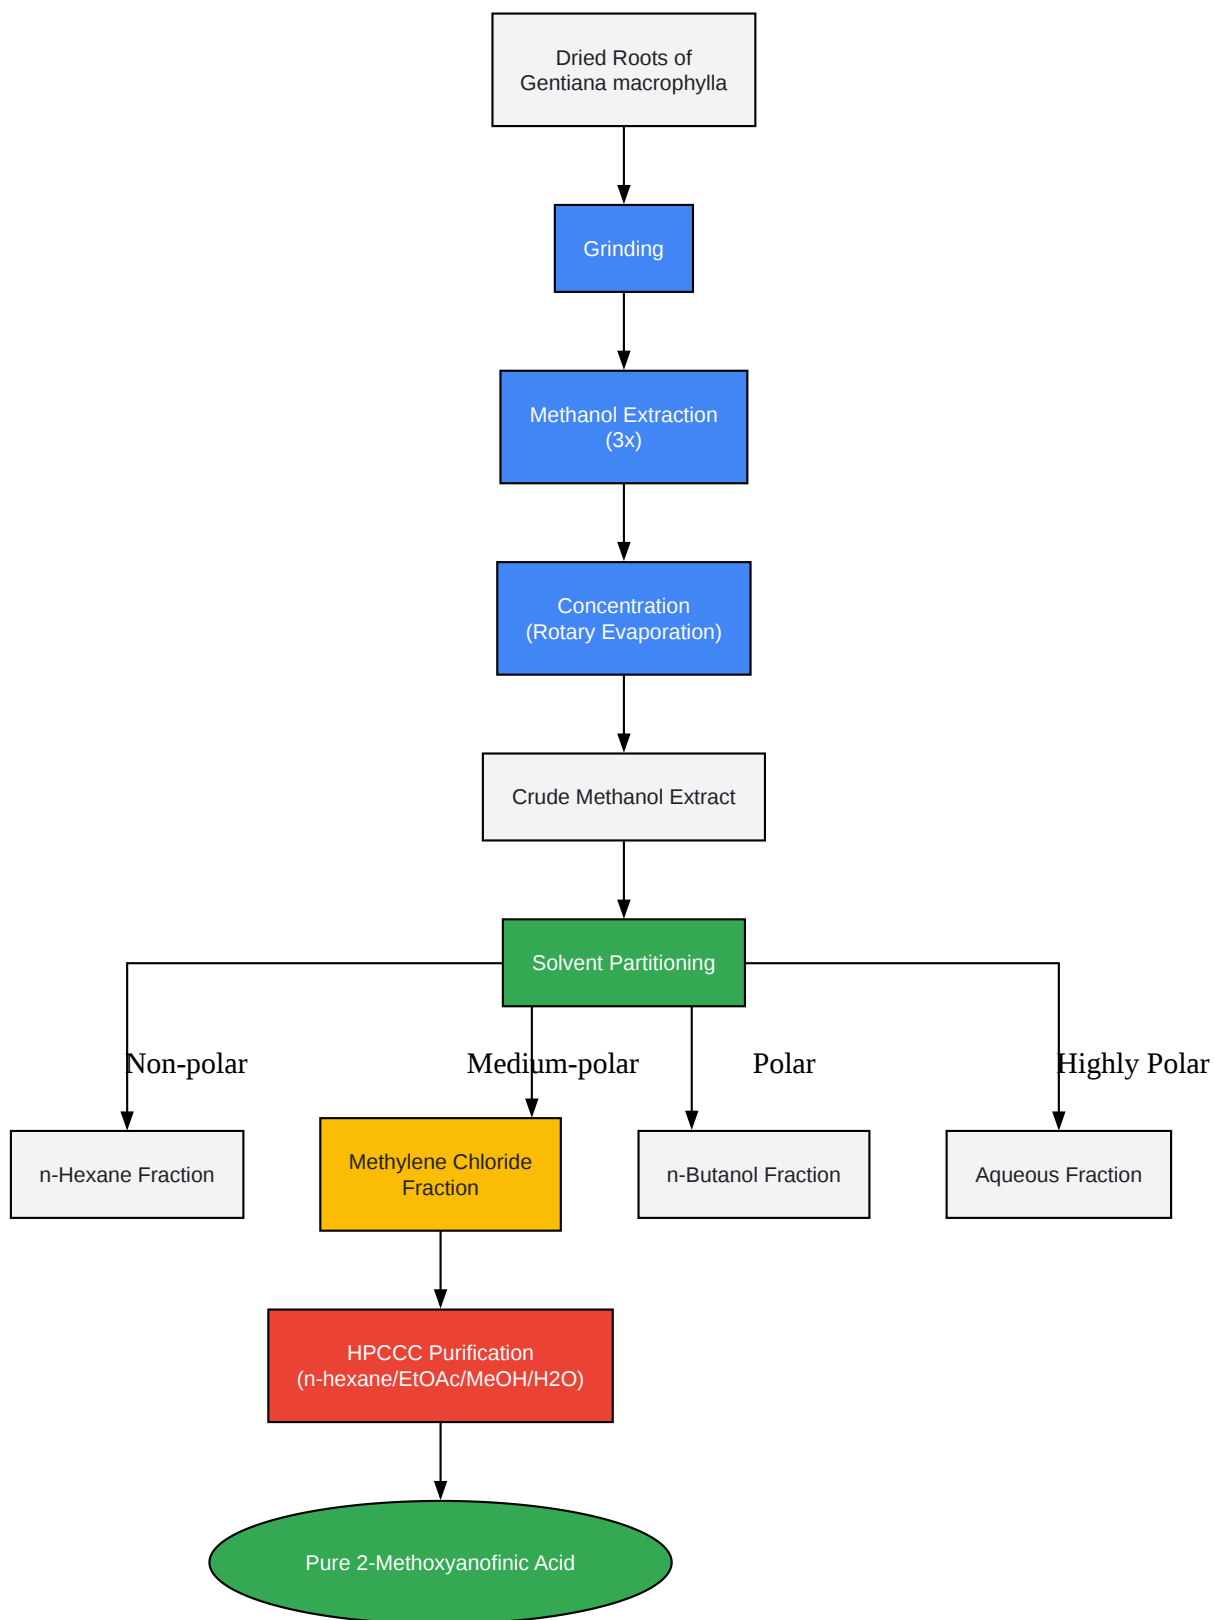 Dried Roots of
Gentiana macrophylla
Grinding
Methanol Extraction
(3x)
Concentration
(Rotary Evaporation)
Crude Methanol Extract
Solvent Partitioning
Non-polar
Medium-polar
Polar
Highly Polar
n-Hexane Fraction
Methylene Chloride
Fraction
n-Butanol Fraction
Aqueous Fraction
HPCCC Purification
(n-hexane/EtOAc/MeOH/H2O)
Pure 2-Methoxyanofinic Acid